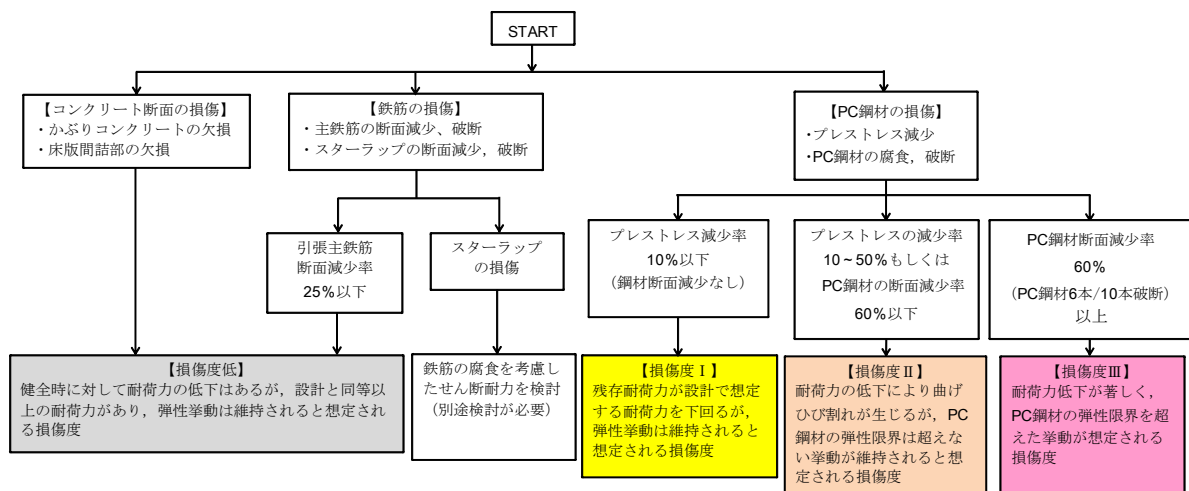 START
【コンクリート断面の損傷】
・かぶりコンクリートの欠損
・床版間詰部の欠損
【鉄筋の損傷】
・主鉄筋の断面減少、破断
・スターラップの断面減少，破断
【PC鋼材の損傷】
・プレストレス減少
・PC鋼材の腐食，破断
引張主鉄筋
断面減少率
25%以下
スターラップ
の損傷
プレストレス減少率
10%以下
（鋼材断面減少なし）
プレストレスの減少率
10～50%もしくは
PC鋼材の断面減少率
60%以下
PC鋼材断面減少率
60%
（PC鋼材6本/10本破断）
以上
【損傷度低】
健全時に対して耐荷力の低下はあるが，設計と同等以
上の耐荷力があり，弾性挙動は維持されると想定され
る損傷度
鉄筋の腐食を考慮し
たせん断耐力を検討
（別途検討が必要）
【損傷度Ⅰ】
残存耐荷力が設計で想定
する耐荷力を下回るが，
弾性挙動は維持されると
想定される損傷度
【損傷度Ⅱ】
耐荷力の低下により曲げ
ひび割れが生じるが，PC
鋼材の弾性限界は超えな
い挙動が維持されると想
定される損傷度
【損傷度Ⅲ】
耐荷力低下が著しく，
PC鋼材の弾性限界を超
えた挙動が想定される
損傷度